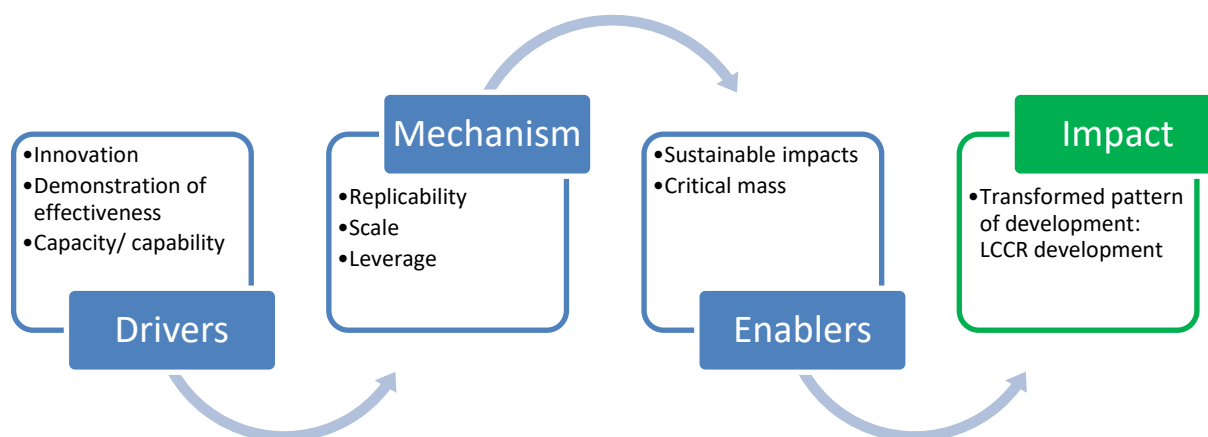 •Innovation
•Demonstration of
effectiveness
•Capacity/ capability
Drivers
Mechanism
•Replicability
•Scale
•Leverage
•Sustainable impacts
•Critical mass
Enablers
Impact
•Transformed pattern
of development:
LCCR development